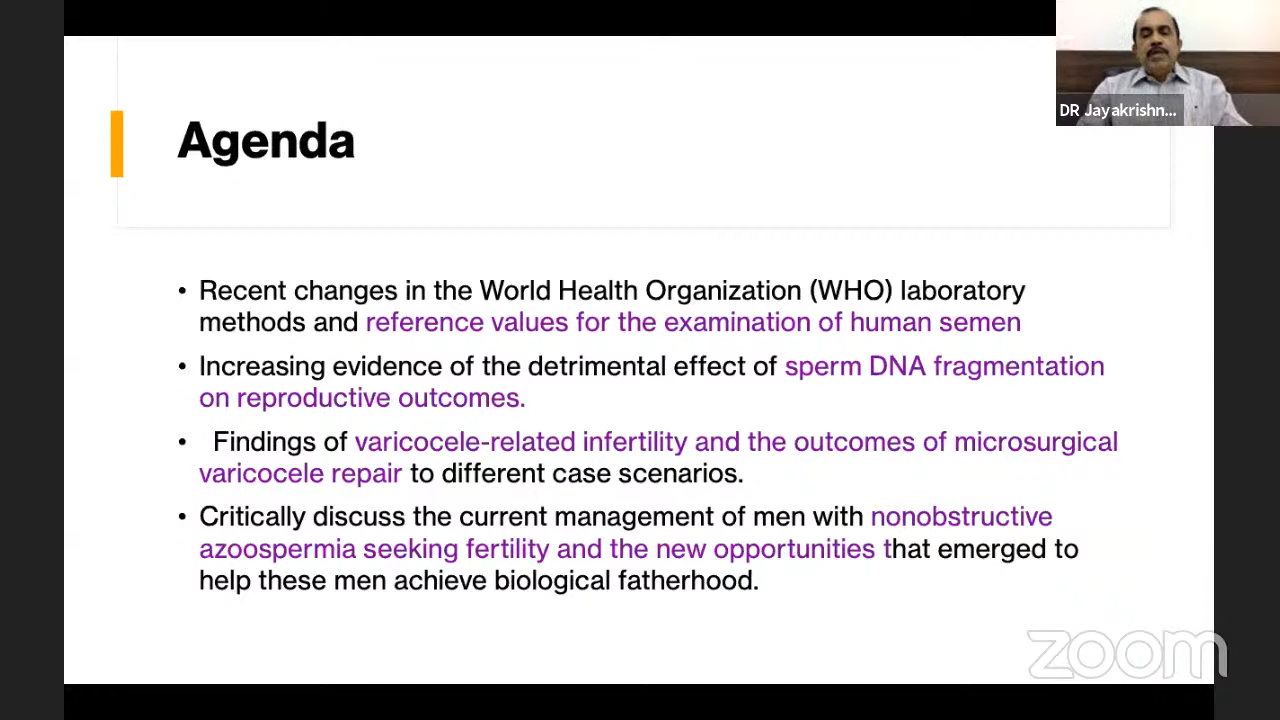 DR Jayakrishn...
Agenda
• Recent changes in the World Health Organization (WHO) laboratory
methods and reference values for the examination of human semen
• Increasing evidence of the detrimental effect of sperm DNA fragmentation
on reproductive outcomes.
• Findings of varicocele-related infertility and the outcomes of microsurgical
varicocele repair to different case scenarios.
• Critically discuss the current management of men with nonobstructive
azoospermia seeking fertility and the new opportunities that emerged to
help these men achieve biological fatherhood.
zoom